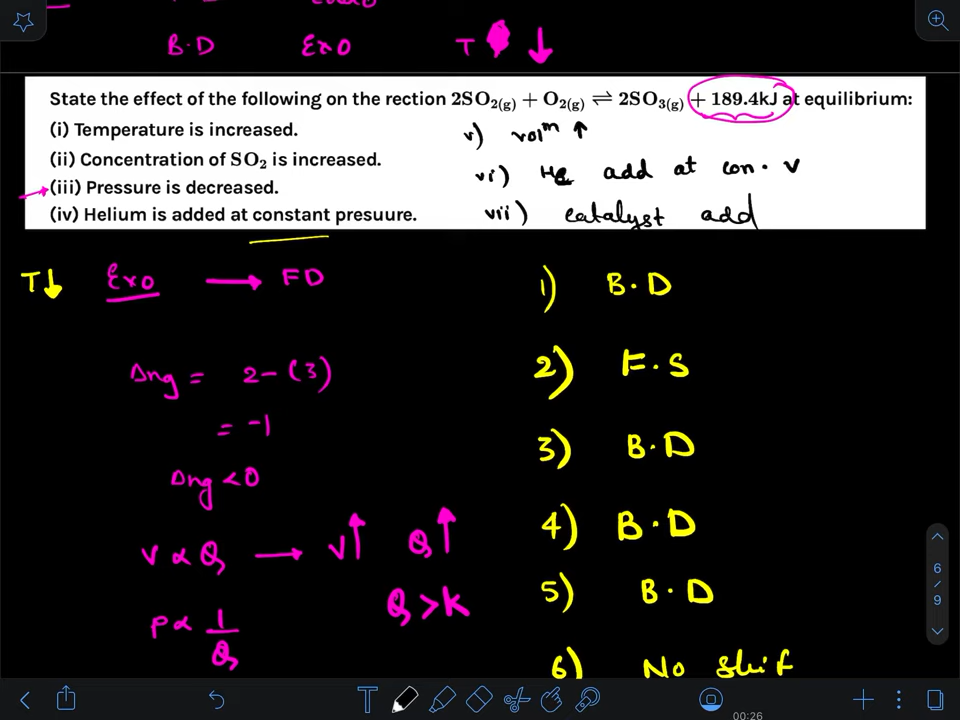 B.D Exo T ↓
State the effect of the following on the rection 2SO₂(g) + O₂(g) ⇌ 2SO₃(g) + 189.4kJ at equilibrium:
(i) Temperature is increased.
v) volm ↑
(ii) Concentration of SO₂ is increased.
vi) He add at con. v
(iii) Pressure is decreased.
(iv) Helium is added at constant presuure.
vii) catalyst add
T↓ Exo → FD
1) B.D
Δng = 2-(3)
2) F.S
= -1
3) B.D
Δng <0
4) B.D
V ∝ Q → V↑ Q↑
5) B.D
Q >K
P∝ 1/Q
6) No shif
6
9
00:26